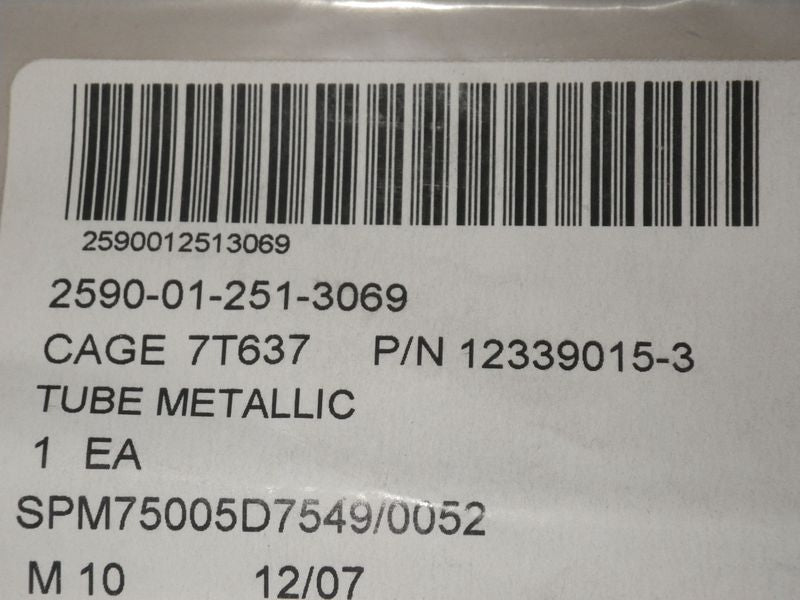 2590012513069
2590-01-251-3069
CAGE 7T637 P/N 12339015-3
TUBE METALLIC
1 EA
SPM75005D7549/0052
M 10 12/07